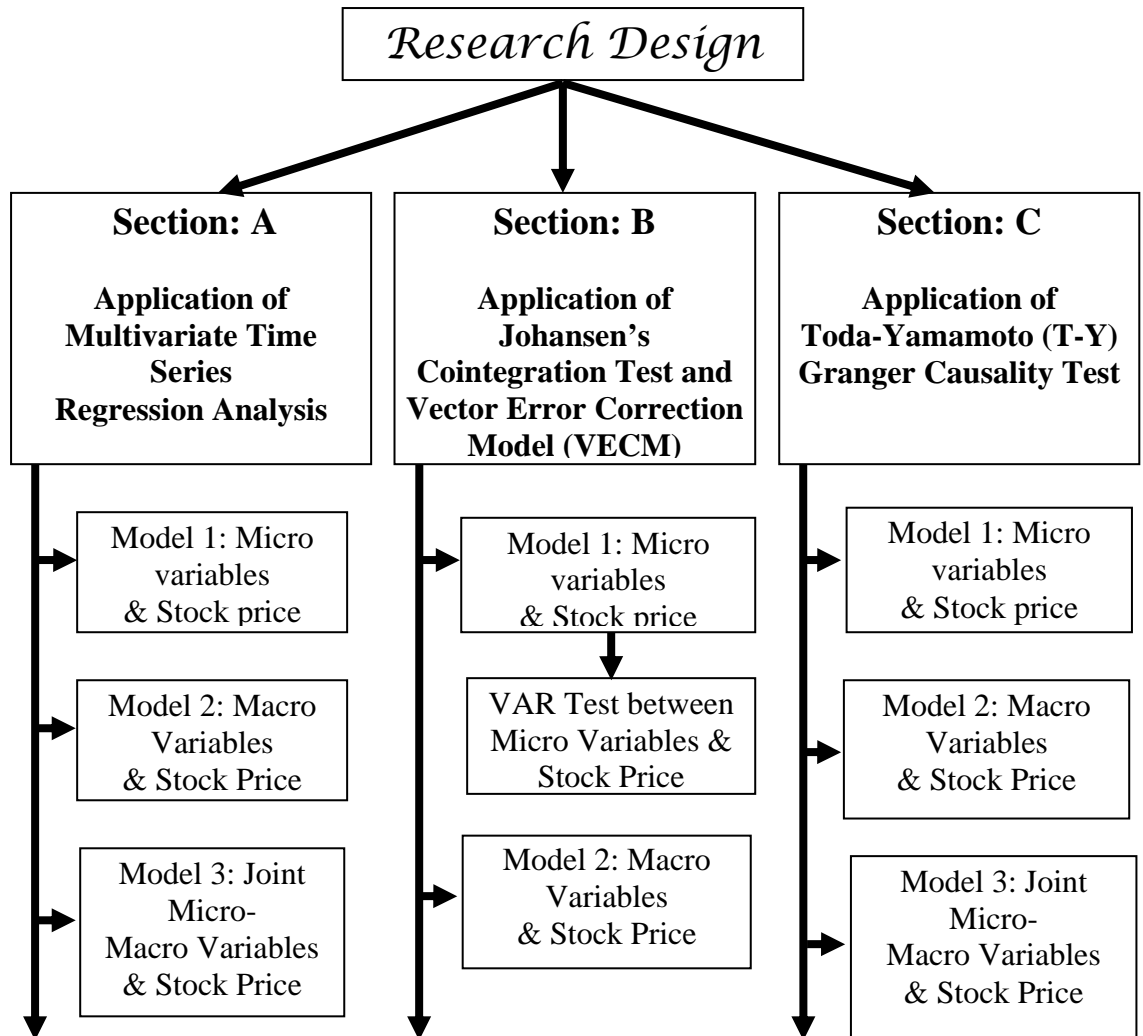 Research Design
Section: A
Application of
Multivariate Time
Series
Regression Analysis
Model 1: Micro
variables
& Stock price
Model 2: Macro
Variables
& Stock Price
Model 3: Joint
Micro-
Macro Variables
& Stock Price
Section: B
Application of
Johansen’s
Cointegration Test and
Vector Error Correction
Model (VECM)
Model 1: Micro
variables
& Stock price
VAR Test between
Micro Variables &
Stock Price
Model 2: Macro
Variables
& Stock Price
Section: C
Application of
Toda-Yamamoto (T-Y)
Granger Causality Test
Model 1: Micro
variables
& Stock price
Model 2: Macro
Variables
& Stock Price
Model 3: Joint
Micro-
Macro Variables
& Stock Price